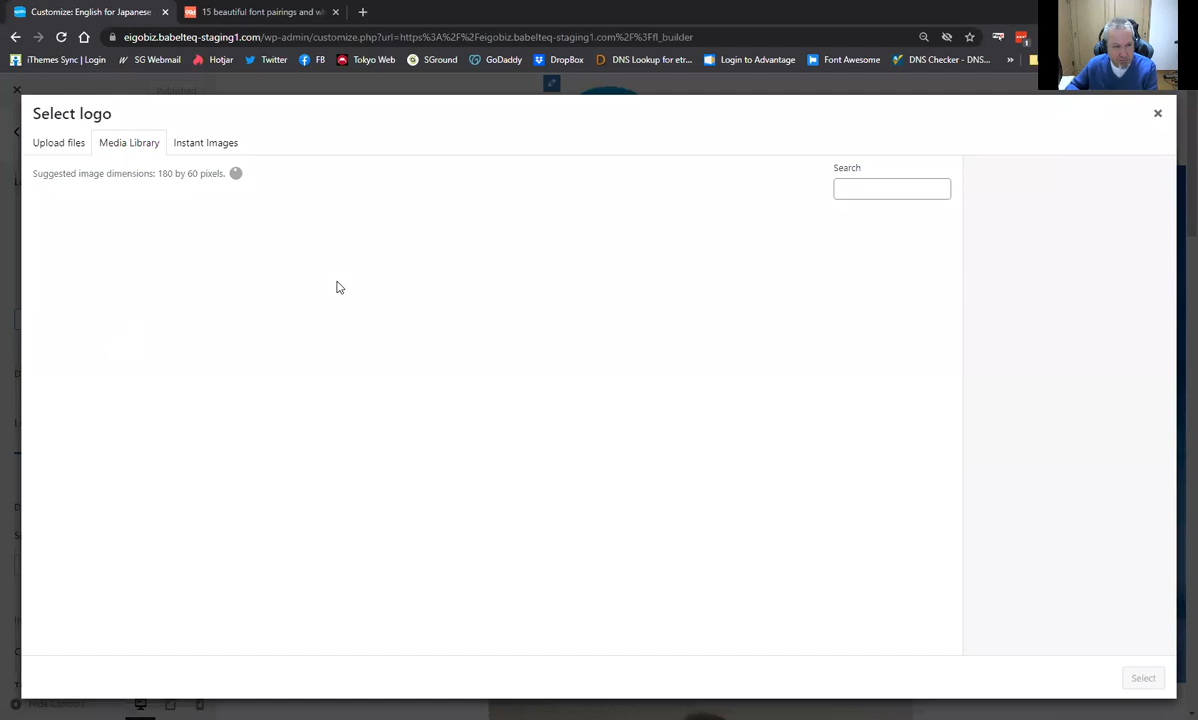 Customize: English for Japanese
15 beautiful font pairings and w
eigobiz.babelteq-staging1.com/wp-admin/customize.php?url=https%3A%2F%2Feigobiz.babelteq-staging1.com%2F%3Ffl_builder
iThemes Sync | Login
SG Webmail
Hotjar
Twitter
FB
Tokyo Web
SGround
GoDaddy
DropBox
DNS Lookup for etr...
Login to Advantage
Font Awesome
DNS Checker - DNS...
Published
Select logo
Upload files
Media Library
Instant Images
Suggested image dimensions: 180 by 60 pixels.
Search
Select
Hide Controls